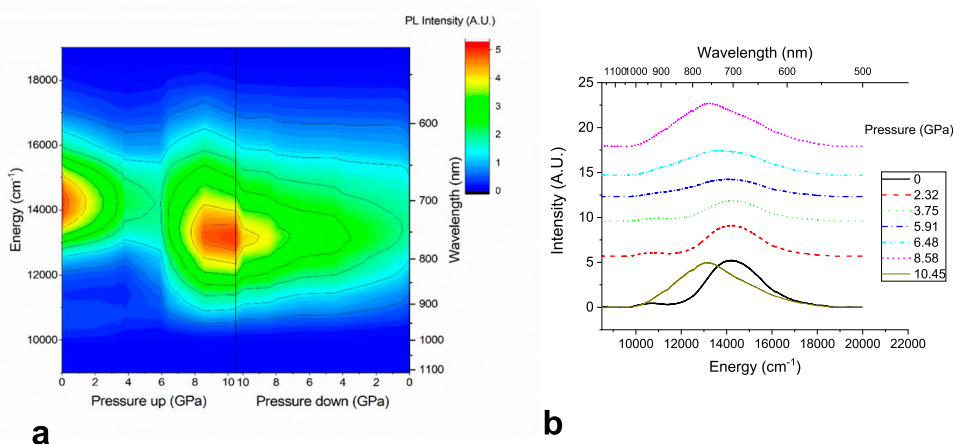 PL Intensity (A.U.)
5
4
3
2
1
0
18000
16000
14000
12000
10000
Energy (cm⁻¹)
600
700
800
900
1000
1100
Wavelength (nm)
0 2 4 6 8 10 10 8 6 4 2 0
Pressure up (GPa) Pressure down (GPa)
a
Wavelength (nm)
1100 1000 900 800 700 600 500
25
20
15
10
5
0
Intensity (A.U.)
10000 12000 14000 16000 18000 20000 22000
Energy (cm⁻¹)
Pressure (GPa)
0
2.32
3.75
5.91
6.48
8.58
10.45
b